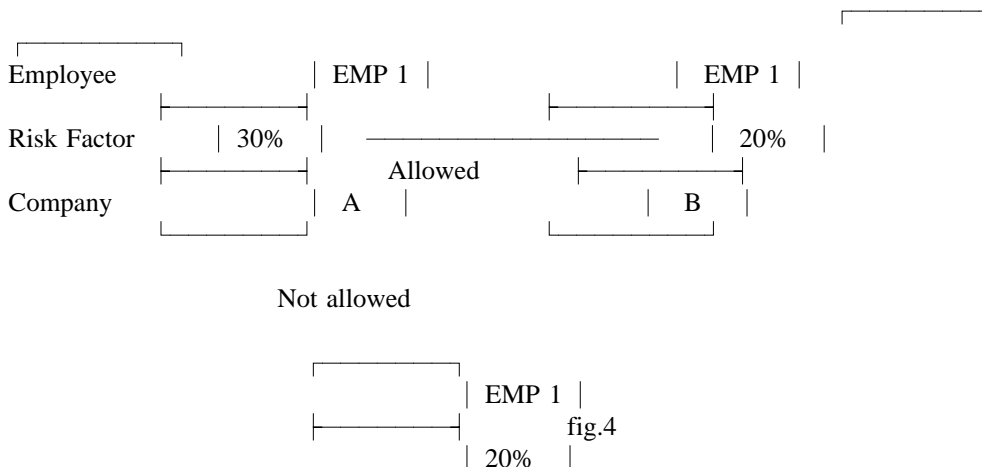 Employee | EMP 1 | | EMP 1 |
Risk Factor | 30% | | 20% |
Allowed
Company | A | | B |
Not allowed
| EMP 1 |
fig.4
| 20% |